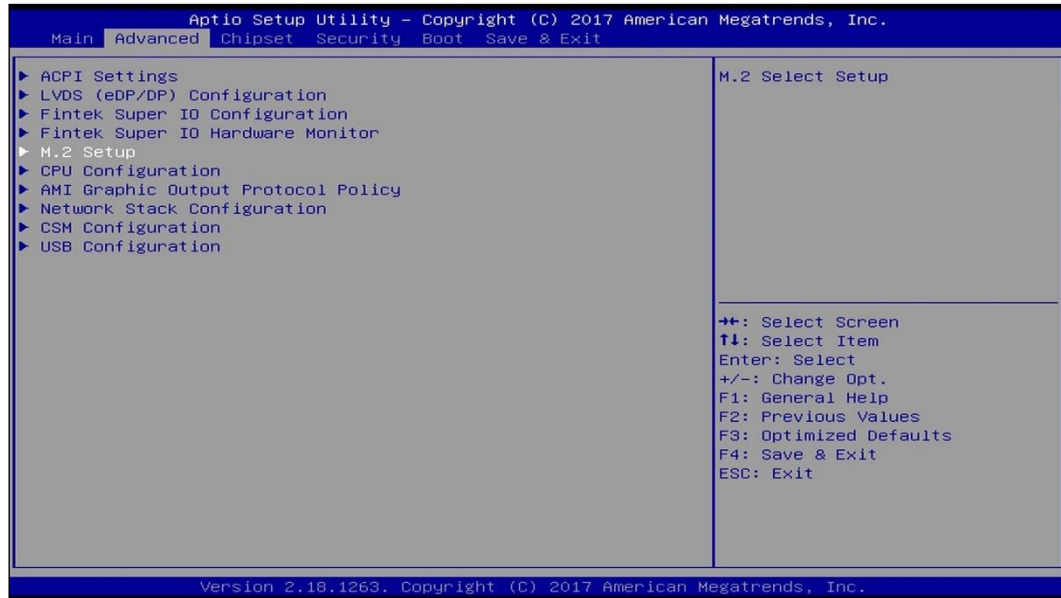 Aptio Setup Utility – Copyright (C) 2017 American Megatrends, Inc.
Main Advanced Chipset Security Boot Save & Exit
► ACPI Settings
► LVDS (eDP/DP) Configuration
► Fintek Super IO Configuration
► Fintek Super IO Hardware Monitor
► M.2 Setup
► CPU Configuration
► AMI Graphic Output Protocol Policy
► Network Stack Configuration
► CSM Configuration
► USB Configuration
M.2 Select Setup
→←: Select Screen
↑↓: Select Item
Enter: Select
+/-: Change Opt.
F1: General Help
F2: Previous Values
F3: Optimized Defaults
F4: Save & Exit
ESC: Exit
Version 2.18.1263. Copyright (C) 2017 American Megatrends, Inc.